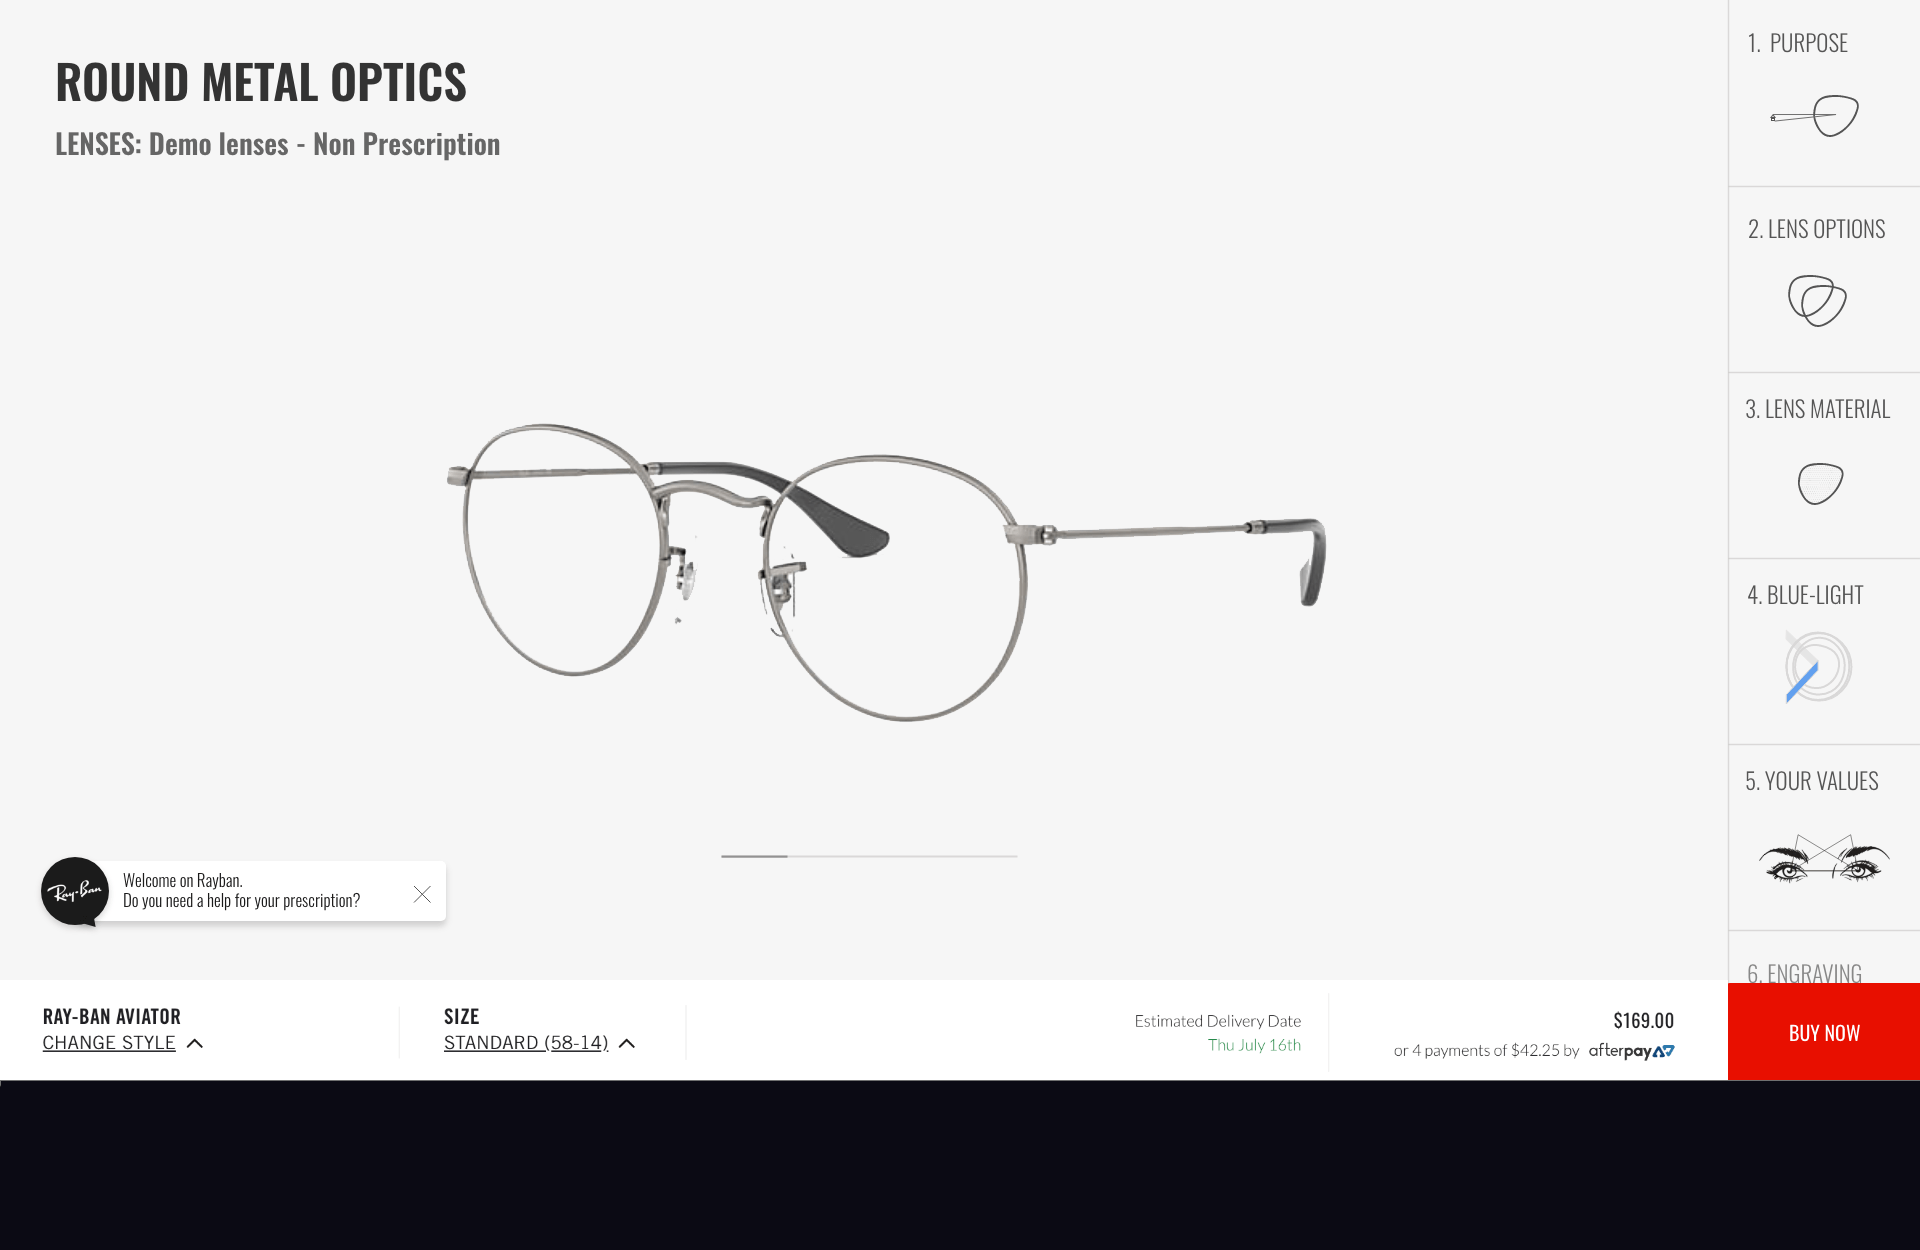 ROUND METAL OPTICS
LENSES: Demo lenses - Non Prescription
1. PURPOSE
2. LENS OPTIONS
3. LENS MATERIAL
4. BLUE-LIGHT
5. YOUR VALUES
6. ENGRAVING
Ray-Ban
Welcome on Rayban.
Do you need a help for your prescription?
RAY-BAN AVIATOR
CHANGE STYLE
SIZE
STANDARD (58-14)
Estimated Delivery Date
Thu July 16th
$169.00
or 4 payments of $42.25 by afterpay
BUY NOW